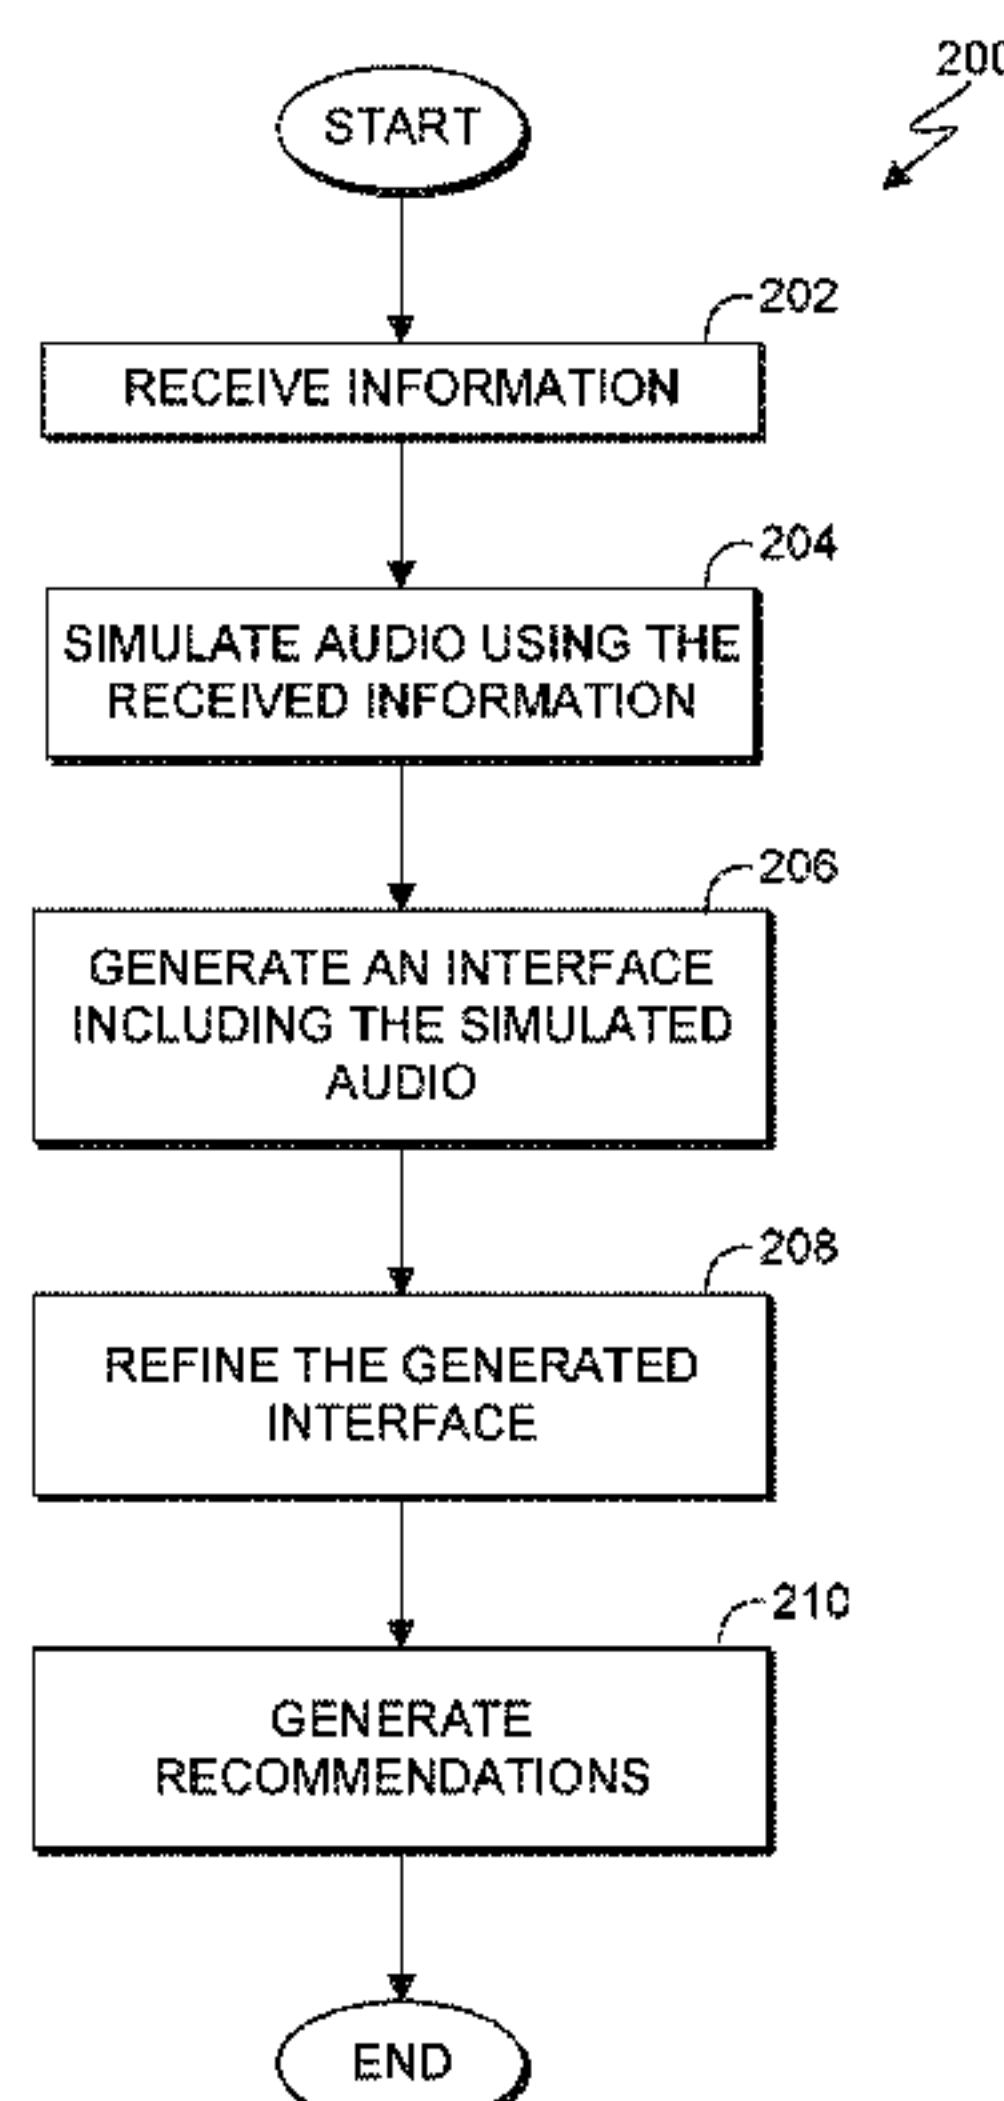 200
START
202
RECEIVE INFORMATION
204
SIMULATE AUDIO USING THE
RECEIVED INFORMATION
206
GENERATE AN INTERFACE
INCLUDING THE SIMULATED
AUDIO
208
REFINE THE GENERATED
INTERFACE
210
GENERATE
RECOMMENDATIONS
END